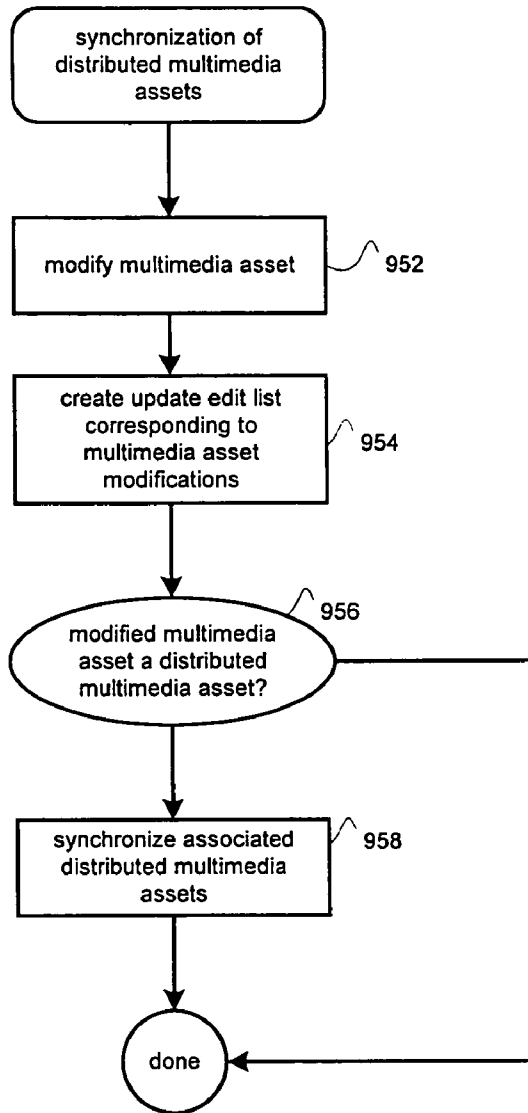 synchronization of
distributed multimedia
assets
modify multimedia asset
952
create update edit list
corresponding to
multimedia asset
modifications
954
956
modified multimedia
asset a distributed
multimedia asset?
synchronize associated
distributed multimedia
assets
958
done